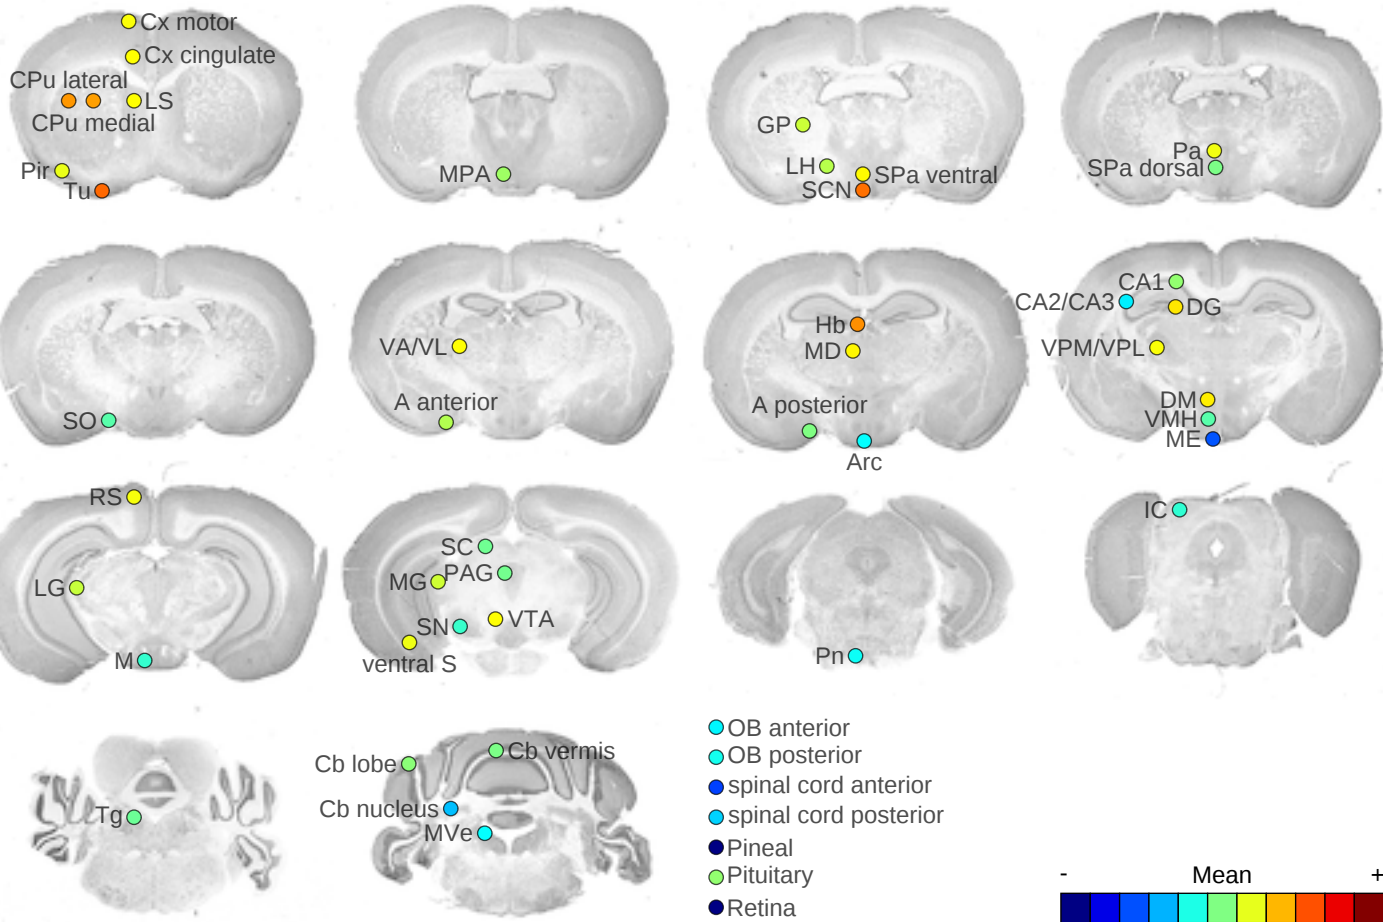 Cx motor
Cx cingulate
CPu lateral
LS
CPu medial
Pir
Tu
MPA
GP
LH
SPa ventral
SCN
Pa
SPa dorsal
SO
VA/VL
A anterior
Hb
MD
A posterior
Arc
CA1
CA2/CA3
DG
VPM/VPL
DM
VMH
ME
RS
LG
M
SC
PAG
MG
SN
VTA
ventral S
Pn
IC
Tg
Cb lobe
Cb vermis
Cb nucleus
MVe
OB anterior
OB posterior
spinal cord anterior
spinal cord posterior
Pineal
Pituitary
Retina
- Mean +